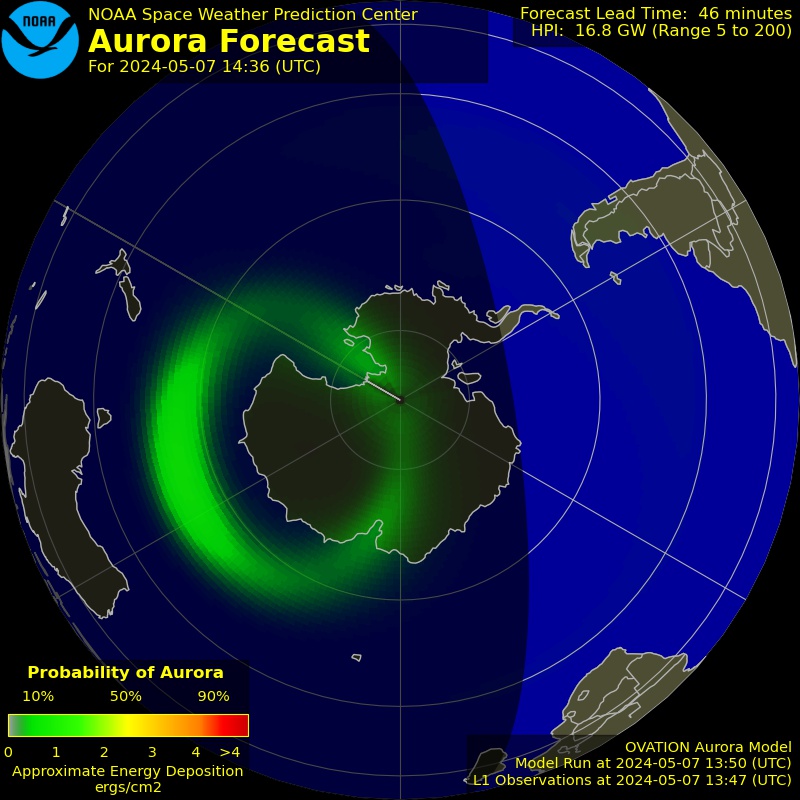 NOAA
NOAA Space Weather Prediction Center
Aurora Forecast
For 2024-05-07 14:36 (UTC)
Forecast Lead Time: 46 minutes
HPI: 16.8 GW (Range 5 to 200)
Probability of Aurora
10% 50% 90%
0 1 2 3 4 >4
Approximate Energy Deposition
ergs/cm2
OVATION Aurora Model
Model Run at 2024-05-07 13:50 (UTC)
L1 Observations at 2024-05-07 13:47 (UTC)